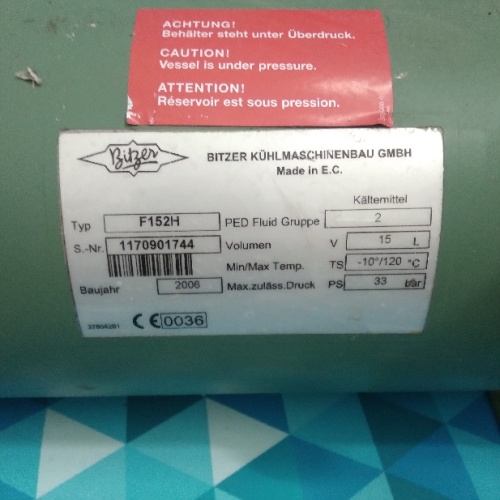 ACHTUNG!
Behälter steht unter Überdruck.
CAUTION!
Vessel is under pressure.
ATTENTION!
Réservoir est sous pression.
Bitzer
BITZER KÜHLMASCHINENBAU GMBH
Made in E.C.
Kältemittel
Typ F152H PED Fluid Gruppe 2
S.-Nr. 1170901744 Volumen V 15 L
Min/Max Temp. TS -10°/120 °C
Baujahr 2006 Max.zuläss.Druck PS 33 bar
CE 0036